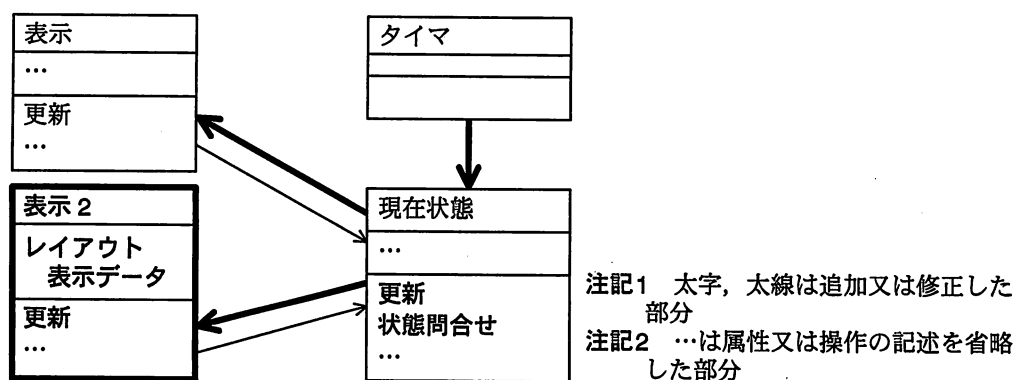 表示
…
更新
…
タイマ
表示2
レイアウト
表示データ
更新
…
現在状態
…
更新
状態問合せ
…
注記1 太字，太線は追加又は修正した
部分
注記2 …は属性又は操作の記述を省略
した部分